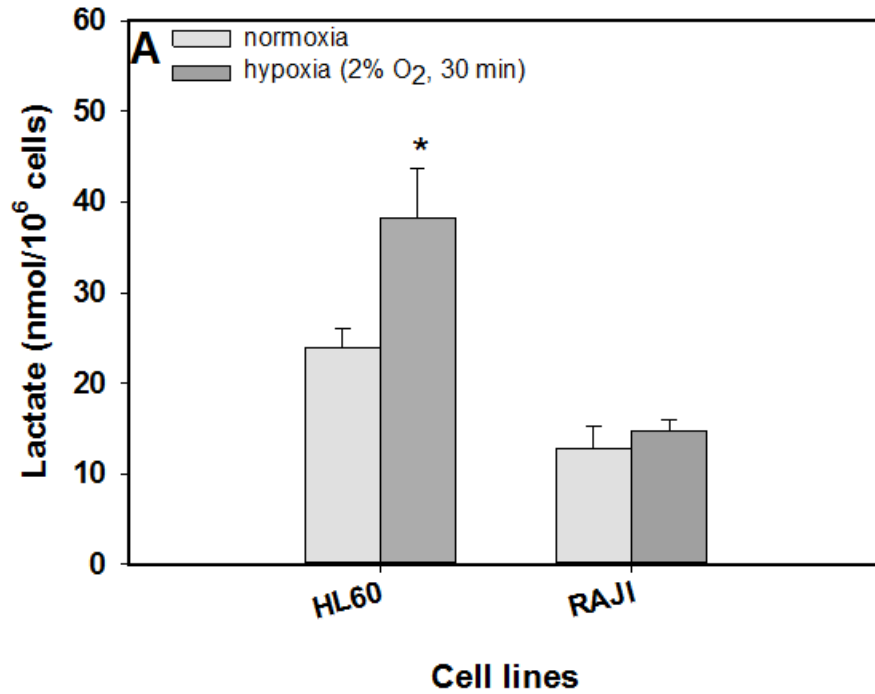 A
normoxia
hypoxia (2% O2, 30 min)
60
50
40
30
20
10
0
Lactate (nmol/10^6 cells)
*
HL60
RAJI
Cell lines